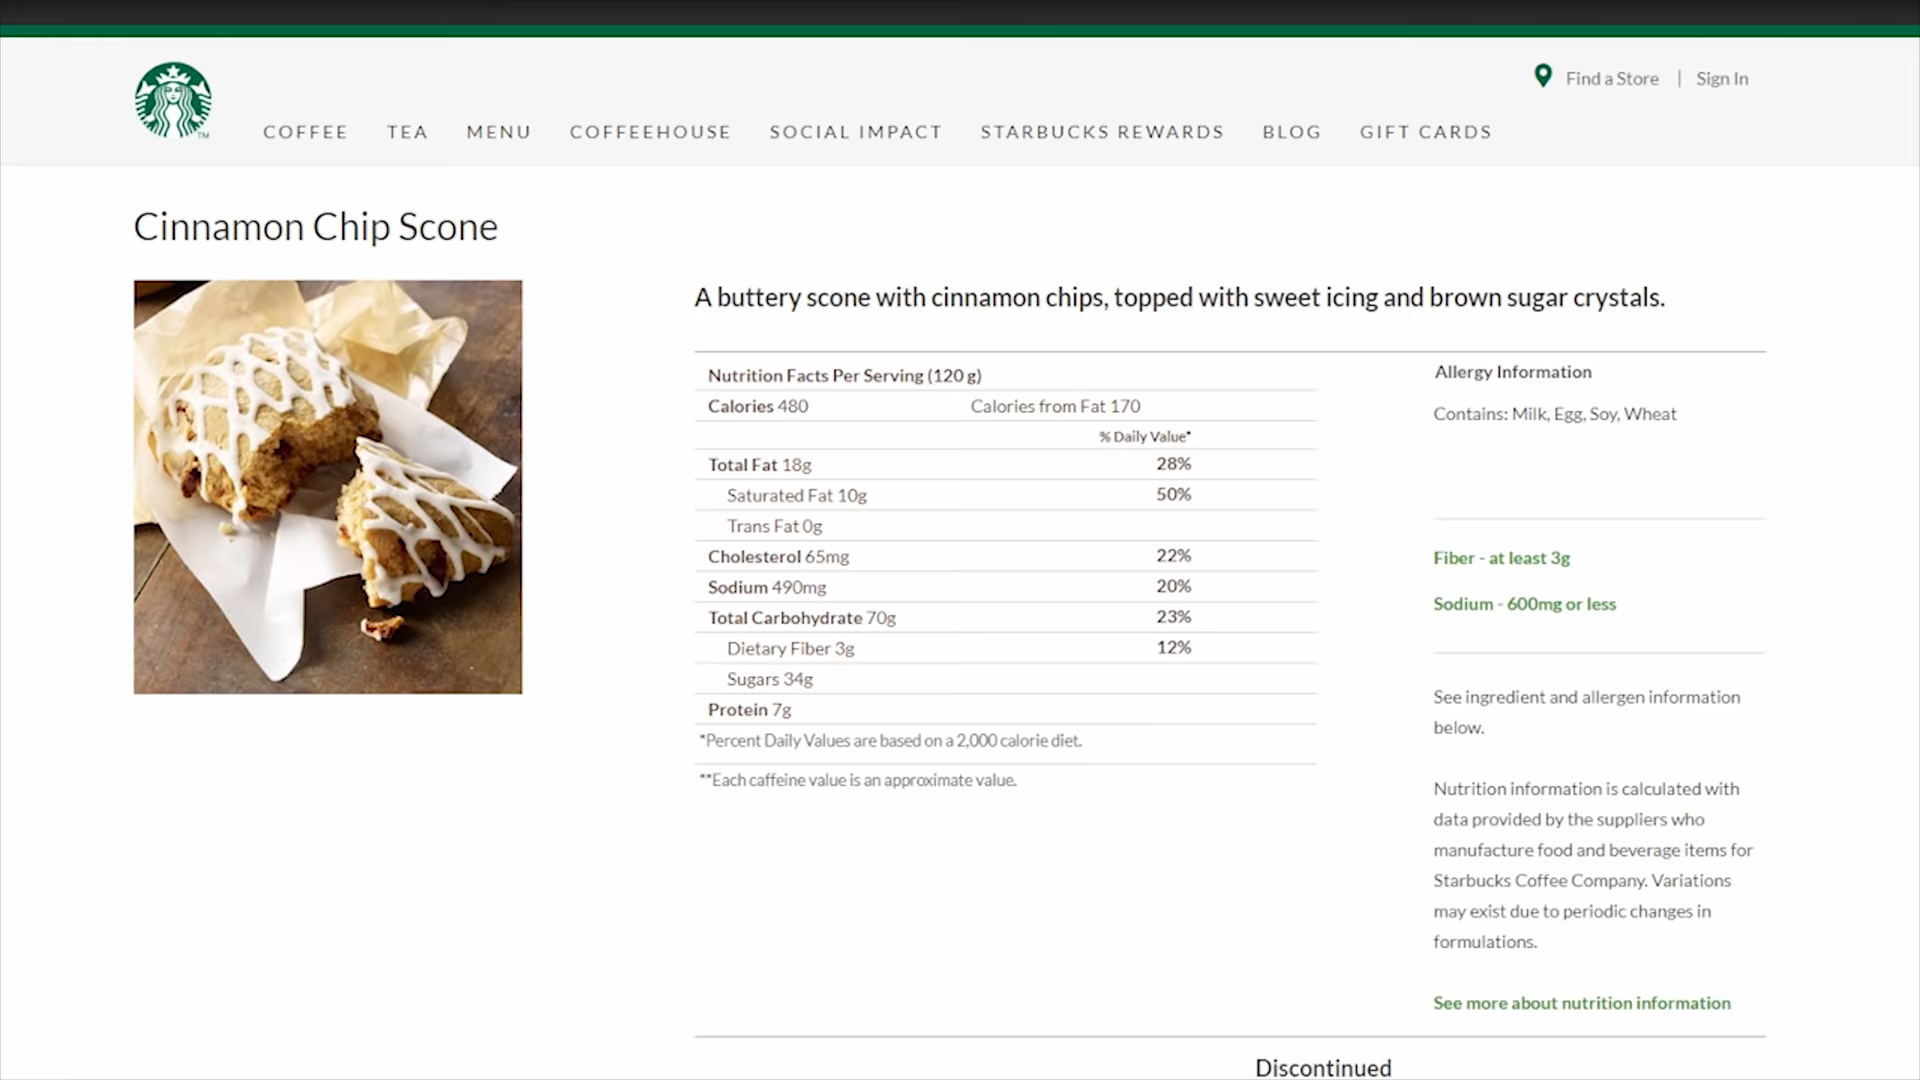 Find a Store | Sign In
COFFEE TEA MENU COFFEEHOUSE SOCIAL IMPACT STARBUCKS REWARDS BLOG GIFT CARDS
TM
Cinnamon Chip Scone
A buttery scone with cinnamon chips, topped with sweet icing and brown sugar crystals.
Nutrition Facts Per Serving (120 g)
Calories 480 Calories from Fat 170
% Daily Value*
Total Fat 18g 28%
Saturated Fat 10g 50%
Trans Fat 0g
Cholesterol 65mg 22%
Sodium 490mg 20%
Total Carbohydrate 70g 23%
Dietary Fiber 3g 12%
Sugars 34g
Protein 7g
*Percent Daily Values are based on a 2,000 calorie diet.
**Each caffeine value is an approximate value.
Allergy Information
Contains: Milk, Egg, Soy, Wheat
Fiber - at least 3g
Sodium - 600mg or less
See ingredient and allergen information
below.
Nutrition information is calculated with
data provided by the suppliers who
manufacture food and beverage items for
Starbucks Coffee Company. Variations
may exist due to periodic changes in
formulations.
See more about nutrition information
Discontinued